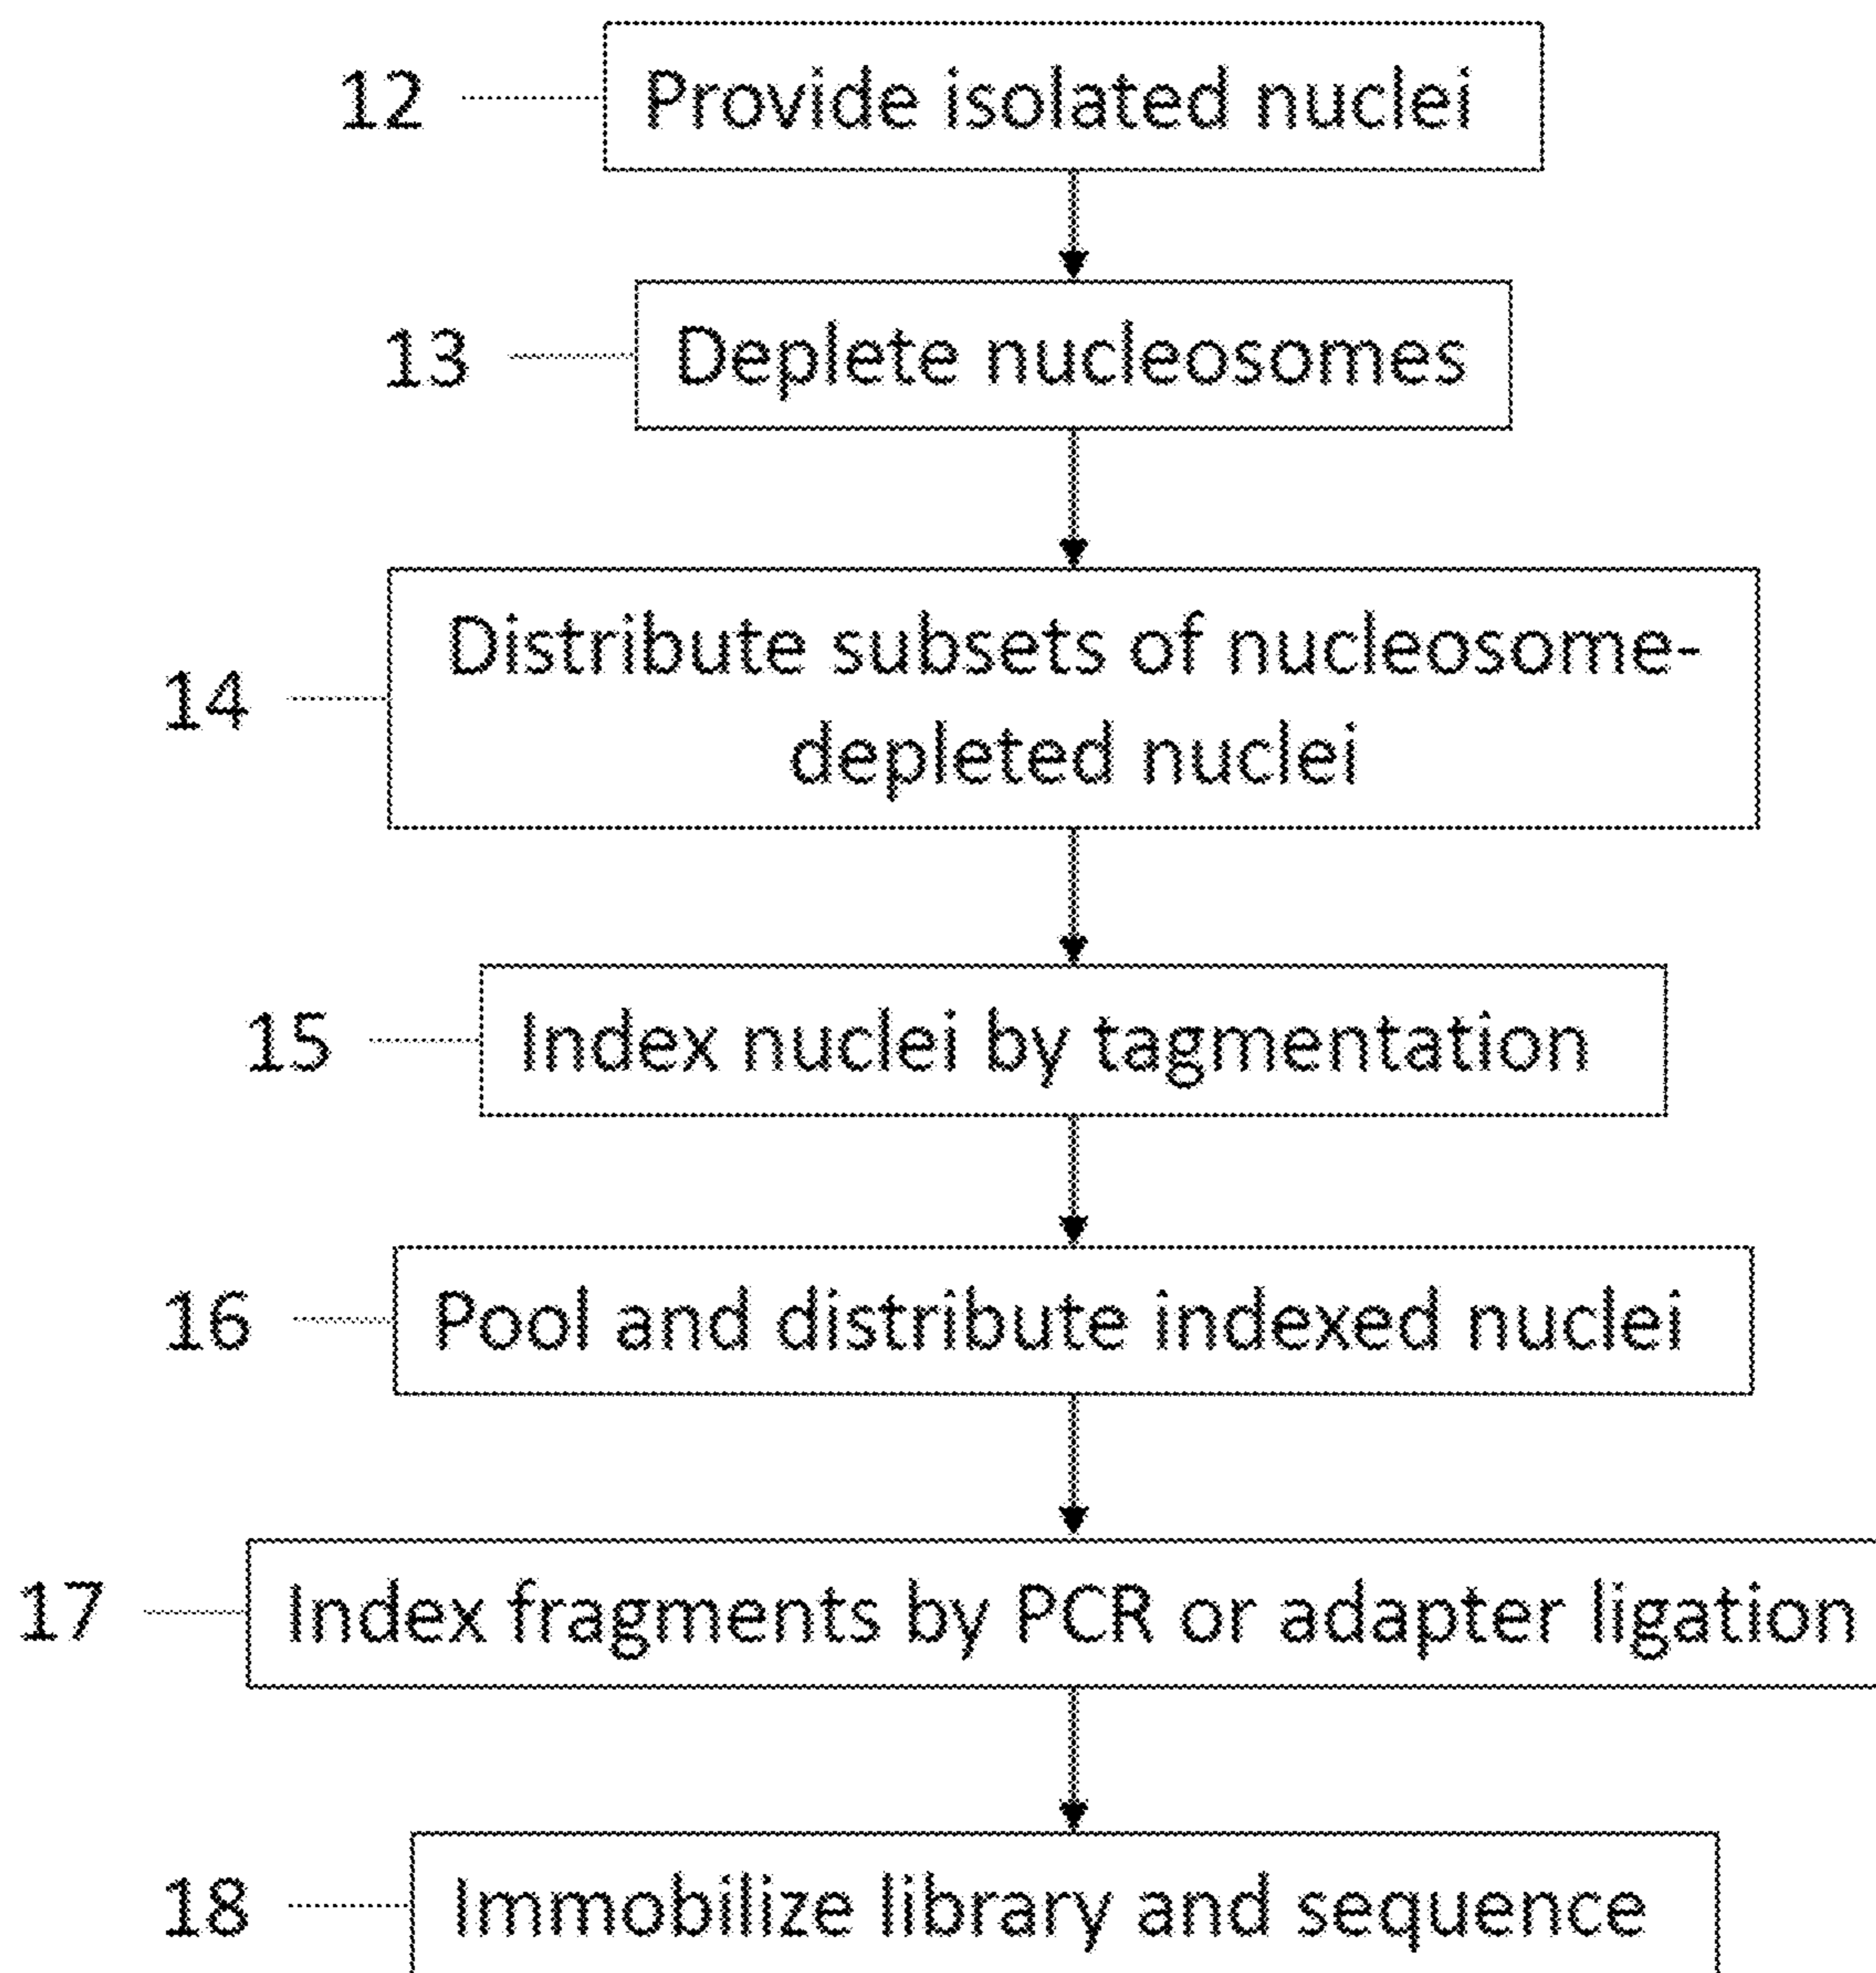 12 Provide isolated nuclei
13 Deplete nucleosomes
14 Distribute subsets of nucleosome-
depleted nuclei
15 Index nuclei by tagmentation
16 Pool and distribute indexed nuclei
17 Index fragments by PCR or adapter ligation
18 Immobilize library and sequence